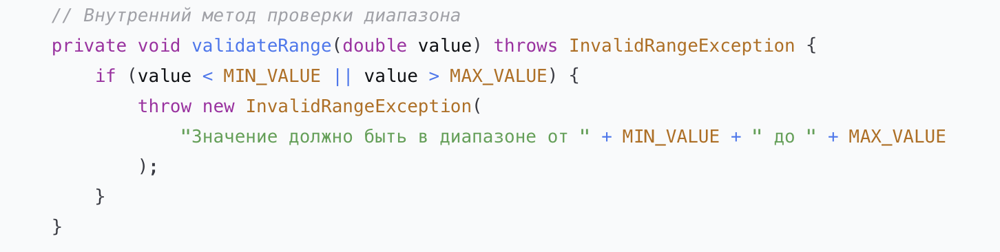 // Внутренний метод проверки диапазона
private void validateRange(double value) throws InvalidRangeException {
    if (value < MIN_VALUE || value > MAX_VALUE) {
        throw new InvalidRangeException(
            "Значение должно быть в диапазоне от " + MIN_VALUE + " до " + MAX_VALUE
        );
    }
}